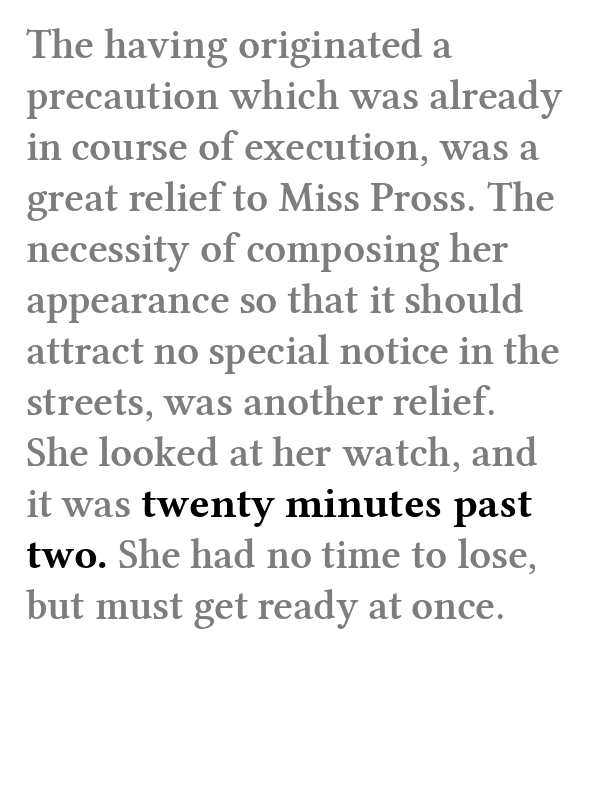 The having originated a
precaution which was already
in course of execution, was a
great relief to Miss Pross. The
necessity of composing her
appearance so that it should
attract no special notice in the
streets, was another relief.
She looked at her watch, and
it was twenty minutes past
two. She had no time to lose,
but must get ready at once.